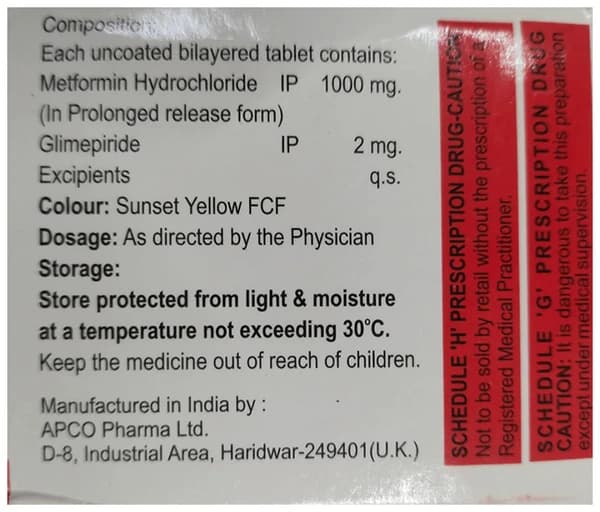 Composition:
Each uncoated bilayered tablet contains:
Metformin Hydrochloride IP 1000 mg.
(In Prolonged release form)
Glimepiride IP 2 mg.
Excipients q.s.
Colour: Sunset Yellow FCF
Dosage: As directed by the Physician
Storage:
Store protected from light & moisture
at a temperature not exceeding 30°C.
Keep the medicine out of reach of children.
Manufactured in India by :
APCO Pharma Ltd.
D-8, Industrial Area, Haridwar-249401(U.K.)
SCHEDULE 'H' PRESCRIPTION DRUG-CAUTION
Not to be sold by retail without the prescription of a
Registered Medical Practitioner.
SCHEDULE 'G' PRESCRIPTION DRUG
CAUTION: It is dangerous to take this preparation
except under medical supervision.